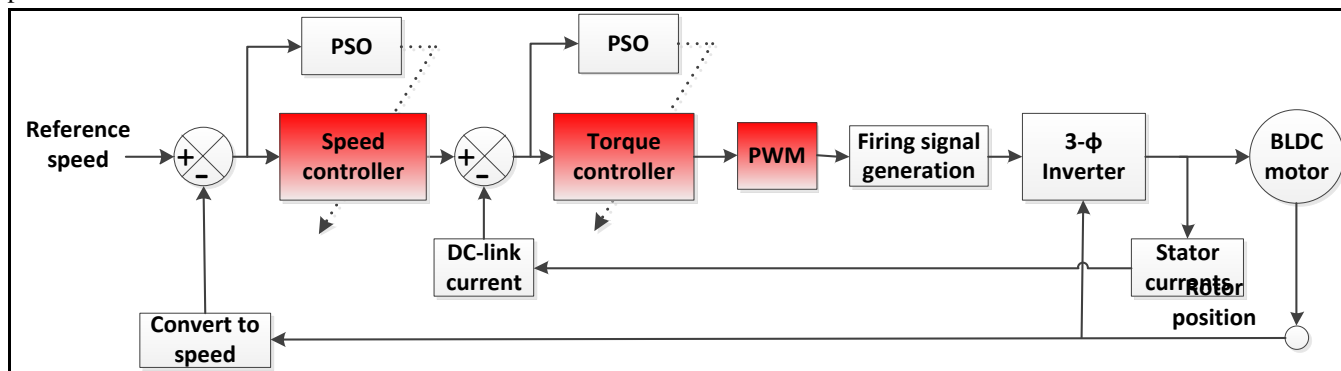 PSO
PSO
Reference
speed
+
-
Speed
controller
+
-
Torque
controller
PWM
Firing signal
generation
3-ϕ
Inverter
BLDC
motor
DC-link
current
Stator
currents
Rotor
position
Convert to
speed